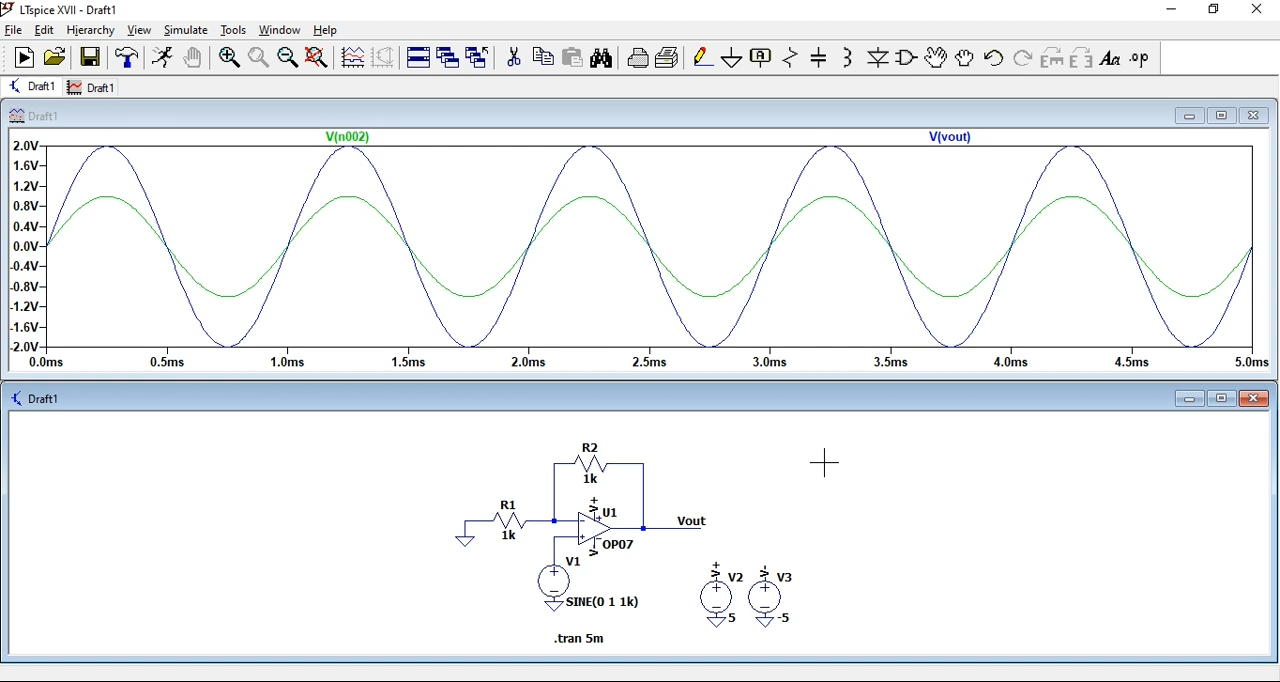 LTspice XVII - Draft1
File Edit Hierarchy View Simulate Tools Window Help
Aa .op
Draft1 Draft1
Draft1
V(n002) V(vout)
2.0V
1.6V
1.2V
0.8V
0.4V
0.0V
-0.4V
-0.8V
-1.2V
-1.6V
-2.0V
0.0ms 0.5ms 1.0ms 1.5ms 2.0ms 2.5ms 3.0ms 3.5ms 4.0ms 4.5ms 5.0ms
Draft1
R2
1k
R1
1k
V+
U1
Vout
OP07
V-
V1
SINE(0 1 1k)
V+
V2
5
V-
V3
-5
.tran 5m